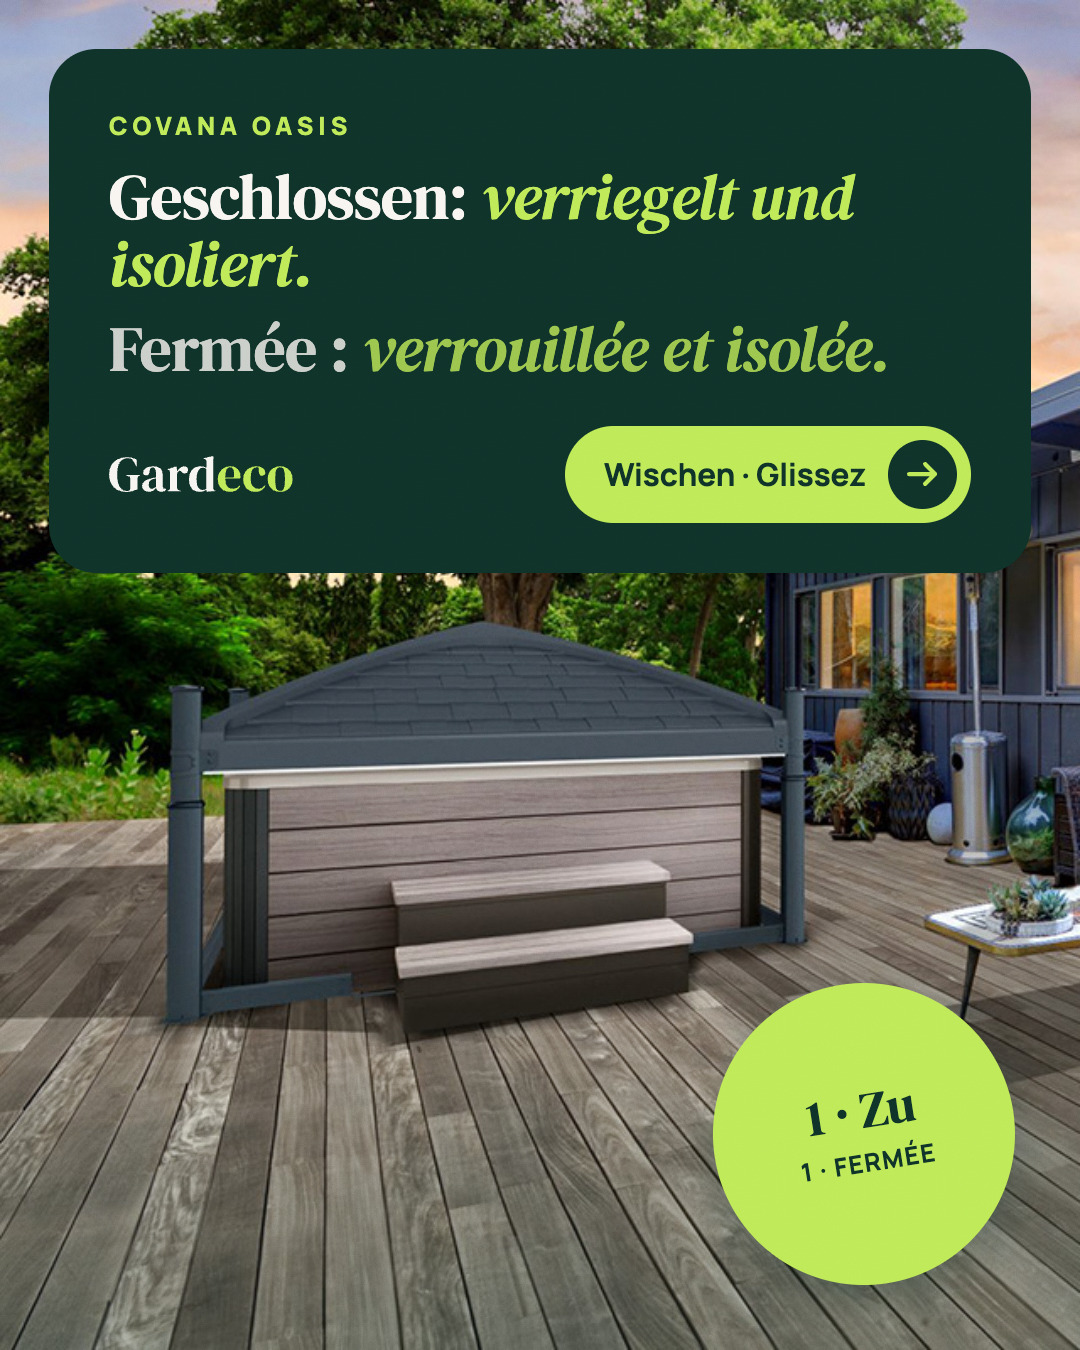 COVANA OASIS
Geschlossen: verriegelt und
isoliert.
Fermée : verrouillée et isolée.
Gardeco
Wischen · Glissez
1 · Zu
1 · FERMÉE